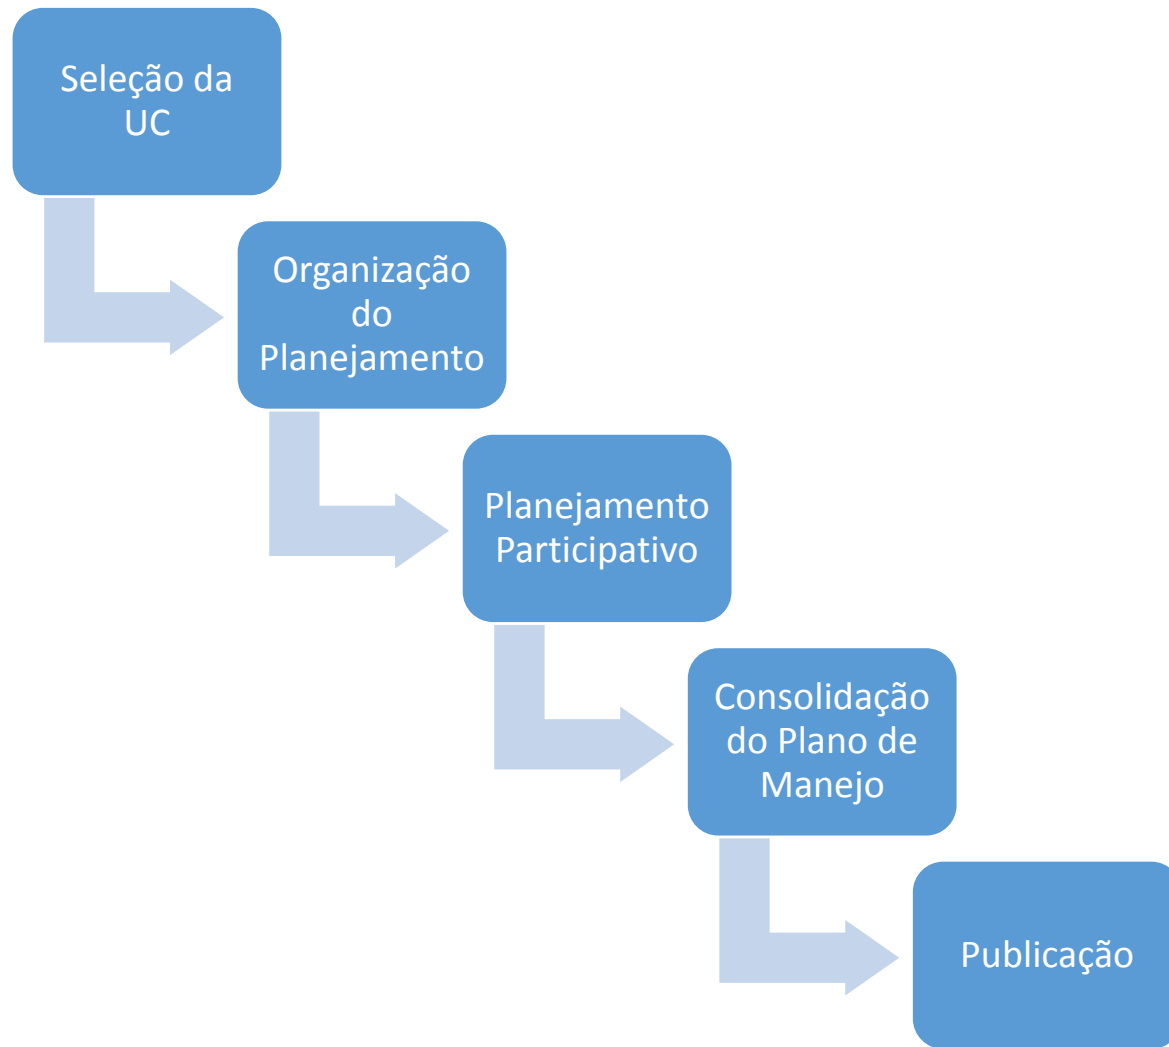 Seleção da
UC
Organização
do
Planejamento
Planejamento
Participativo
Consolidação
do Plano de
Manejo
Publicação